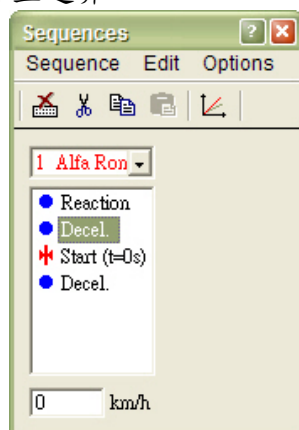 Sequences
Sequence Edit Options
1 Alfa Ron
Reaction
Decel.
Start (t=0s)
Decel.
0 km/h